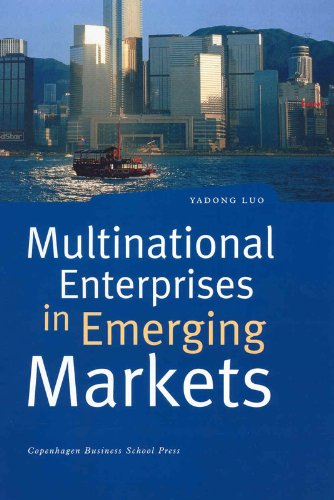 YADONG LUO
Multinational
Enterprises
in Emerging
Markets
Copenhagen Business School Press